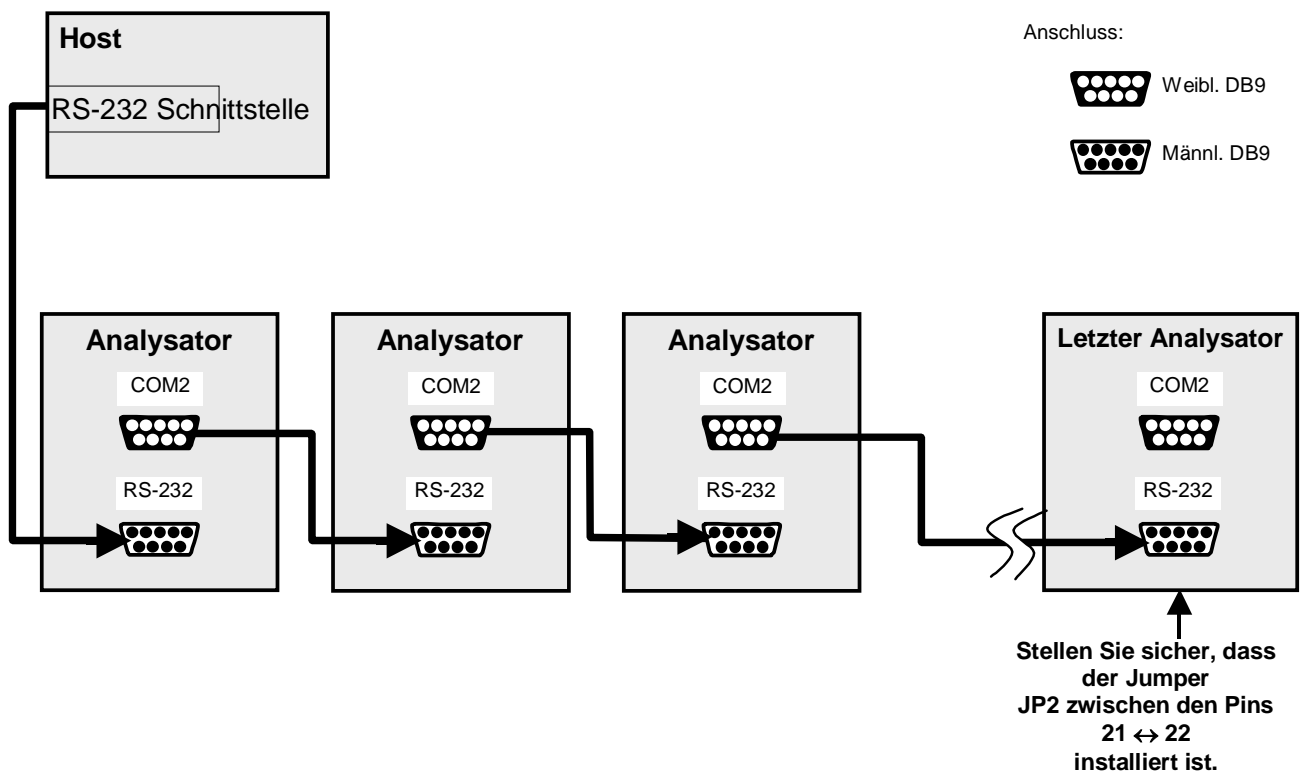 Host
RS-232 Schnittstelle
Anschluss:
Weibl. DB9
Männl. DB9
Analysator
COM2
RS-232
Analysator
COM2
RS-232
Analysator
COM2
RS-232
Letzter Analysator
COM2
RS-232
Stellen Sie sicher, dass
der Jumper
JP2 zwischen den Pins
21 ↔ 22
installiert ist.